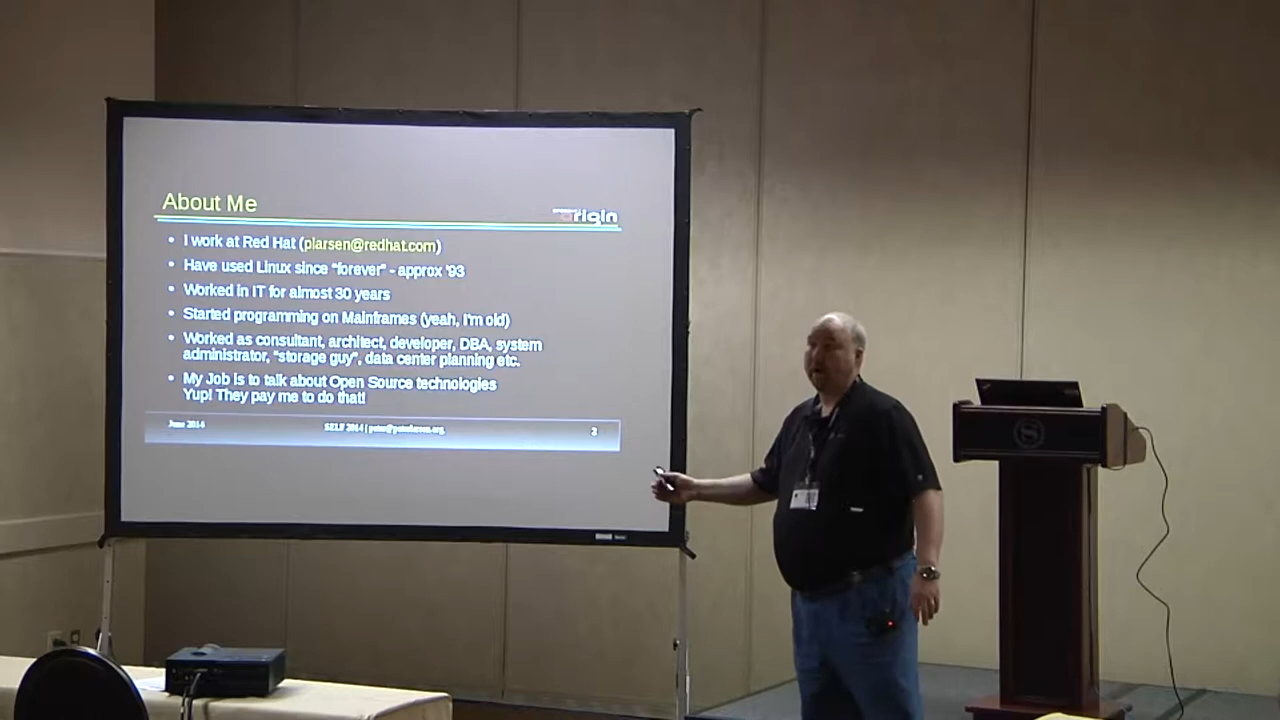 About Me
origin
• I work at Red Hat (plarsen@redhat.com)
• Have used Linux since "forever" - approx '93
• Worked in IT for almost 30 years
• Started programming on Mainframes (yeah, I'm old)
• Worked as consultant, architect, developer, DBA, system
administrator, "storage guy", data center planning etc.
• My Job is to talk about Open Source technologies
Yup! They pay me to do that!
June 2014
SELF 2014 |
2